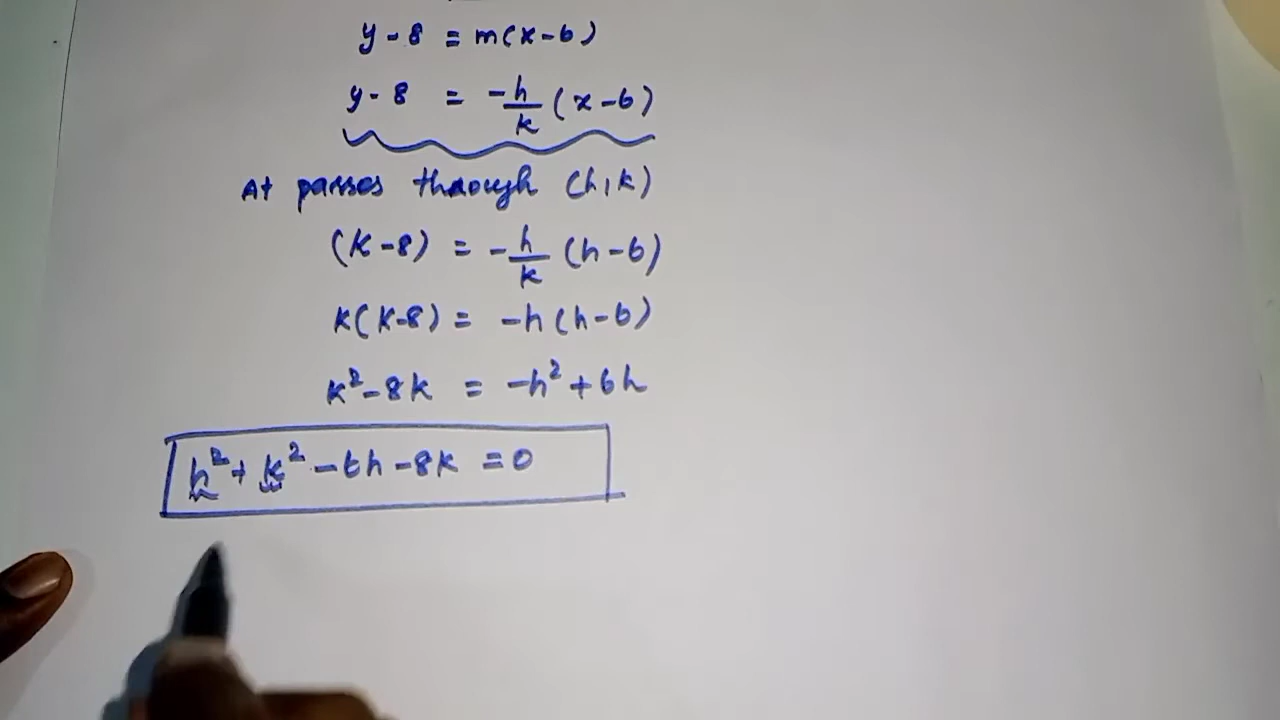 y - 8 = m(x - 6)
y - 8 = -h/k (x - 6)
At passes through (h, k)
(k - 8) = -h/k (h - 6)
k(k - 8) = -h(h - 6)
k² - 8k = -h² + 6h
h² + k² - 6h - 8k = 0